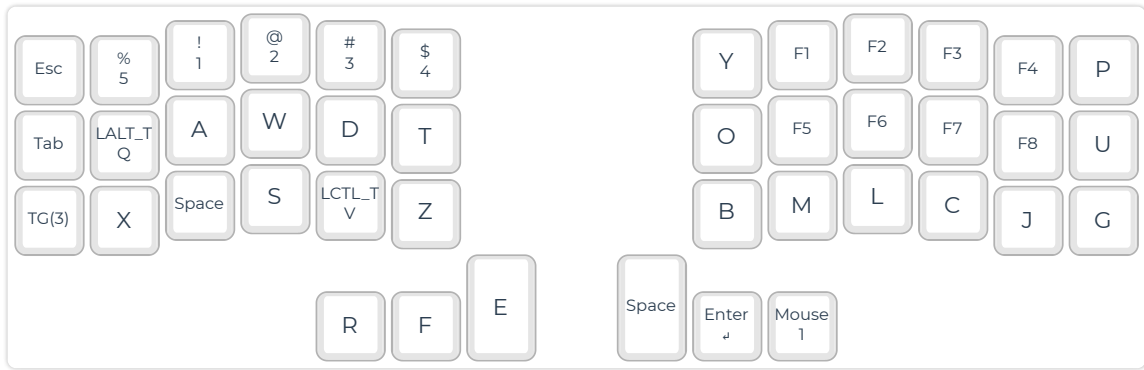 Esc % 5 ! 1 @ 2 # 3 $ 4 Y F1 F2 F3 F4 P
Tab LALT_T Q A W D T O F5 F6 F7 F8 U
TG(3) X Space S LCTL_T V Z B M L C J G
R F E Space Enter ↵ Mouse 1